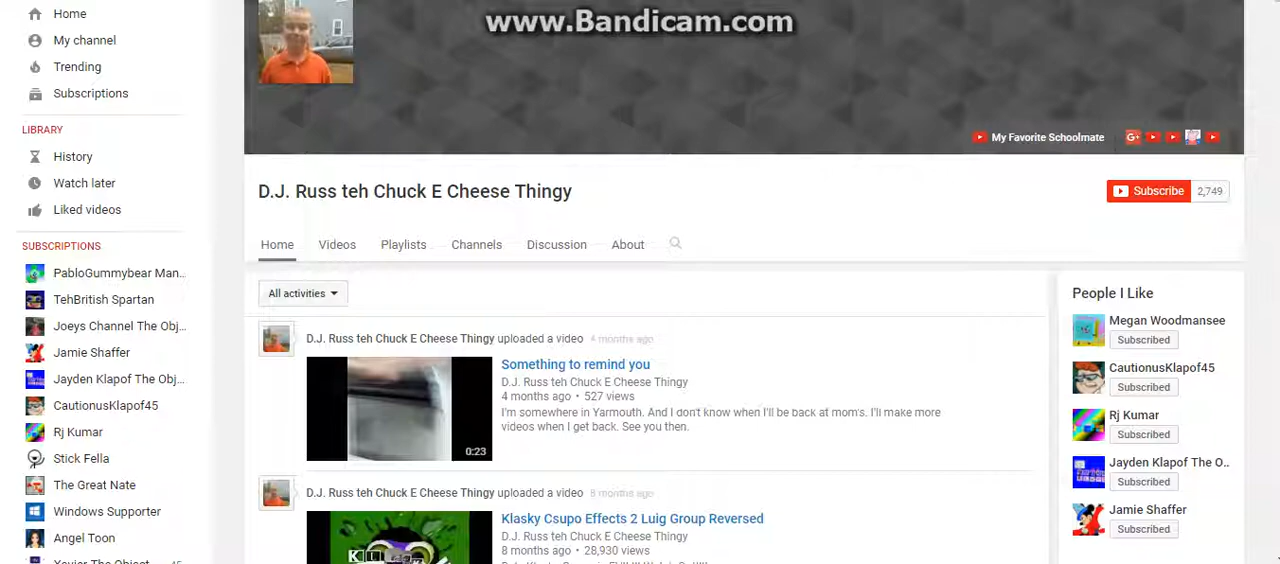 www.Bandicam.com
Home
My channel
Trending
Subscriptions
LIBRARY
History
Watch later
Liked videos
SUBSCRIPTIONS
PabloGummybear Man...
TehBritish Spartan
Joeys Channel The Obj...
Jamie Shaffer
Jayden Klapof The Obj...
CautionusKlapof45
Rj Kumar
Stick Fella
The Great Nate
Windows Supporter
Angel Toon
My Favorite Schoolmate
D.J. Russ teh Chuck E Cheese Thingy
Subscribe 2,749
Home Videos Playlists Channels Discussion About
All activities
D.J. Russ teh Chuck E Cheese Thingy uploaded a video 4 months ago
0:23
Something to remind you
D.J. Russ teh Chuck E Cheese Thingy
4 months ago • 527 views
I'm somewhere in Yarmouth. And I don't know when I'll be back at mom's. I'll make more
videos when I get back. See you then.
D.J. Russ teh Chuck E Cheese Thingy uploaded a video 8 months ago
Klasky Csupo Effects 2 Luig Group Reversed
D.J. Russ teh Chuck E Cheese Thingy
8 months ago • 28,930 views
People I Like
Megan Woodmansee
Subscribed
CautionusKlapof45
Subscribed
Rj Kumar
Subscribed
Jayden Klapof The O..
Subscribed
Jamie Shaffer
Subscribed